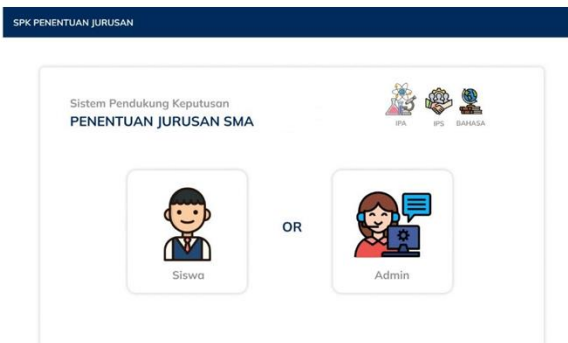 SPK PENENTUAN JURUSAN
Sistem Pendukung Keputusan
PENENTUAN JURUSAN SMA
IPA IPS BAHASA
OR
Siswa Admin